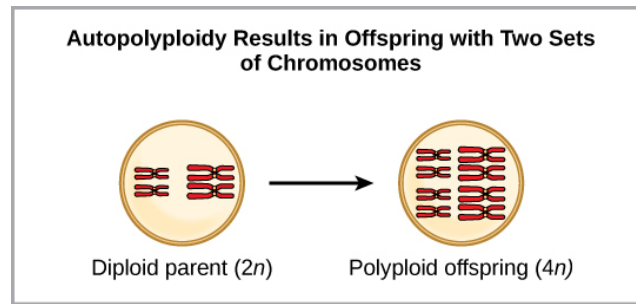 Autopolyploidy Results in Offspring with Two Sets
of Chromosomes
Diploid parent (2n)
Polyploid offspring (4n)